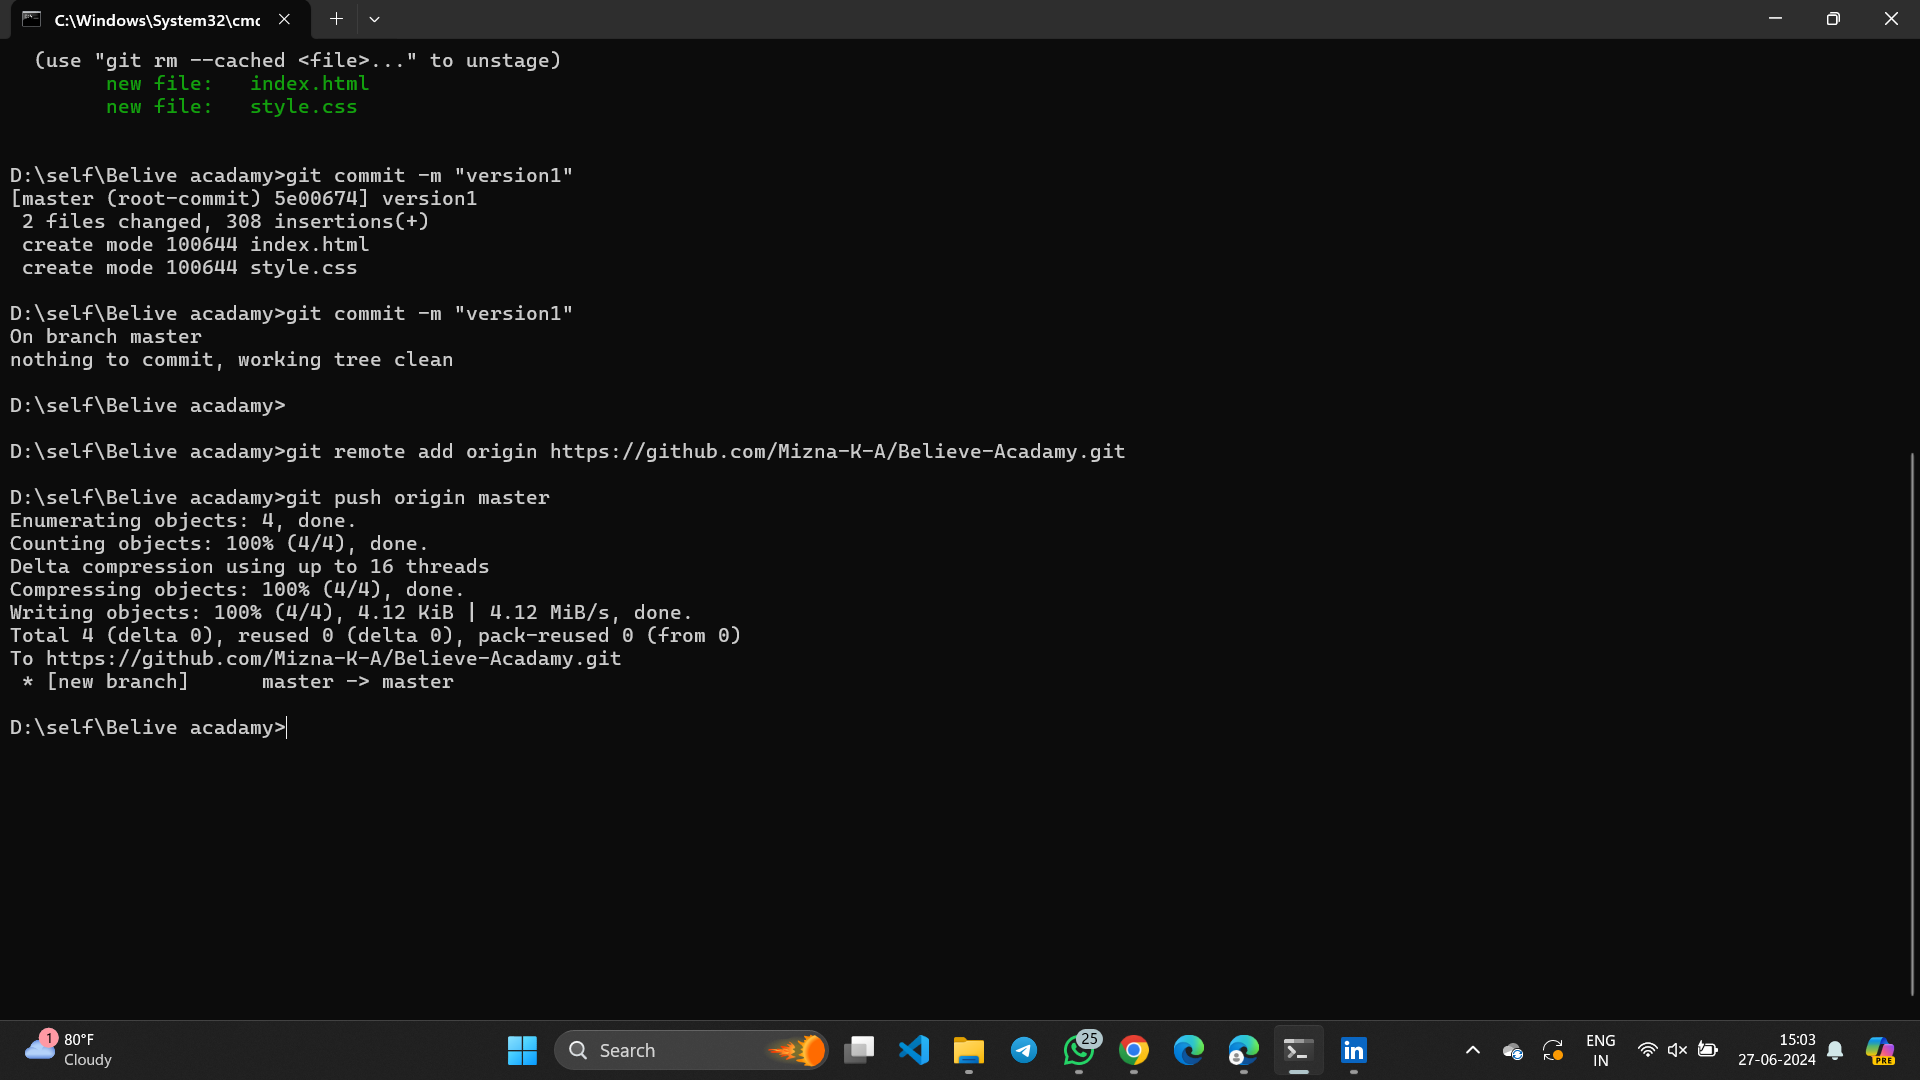 C:\Windows\System32\cmc
(use "git rm --cached <file>..." to unstage)
new file:   index.html
new file:   style.css
D:\self\Belive acadamy>git commit -m "version1"
[master (root-commit) 5e00674] version1
2 files changed, 308 insertions(+)
create mode 100644 index.html
create mode 100644 style.css
D:\self\Belive acadamy>git commit -m "version1"
On branch master
nothing to commit, working tree clean
D:\self\Belive acadamy>
D:\self\Belive acadamy>git remote add origin https://github.com/Mizna-K-A/Believe-Acadamy.git
D:\self\Belive acadamy>git push origin master
Enumerating objects: 4, done.
Counting objects: 100% (4/4), done.
Delta compression using up to 16 threads
Compressing objects: 100% (4/4), done.
Writing objects: 100% (4/4), 4.12 KiB | 4.12 MiB/s, done.
Total 4 (delta 0), reused 0 (delta 0), pack-reused 0 (from 0)
To https://github.com/Mizna-K-A/Believe-Acadamy.git
* [new branch]      master -> master
D:\self\Belive acadamy>
1
80°F
Cloudy
Search
25
in
PRE
ENG
IN
15:03
27-06-2024